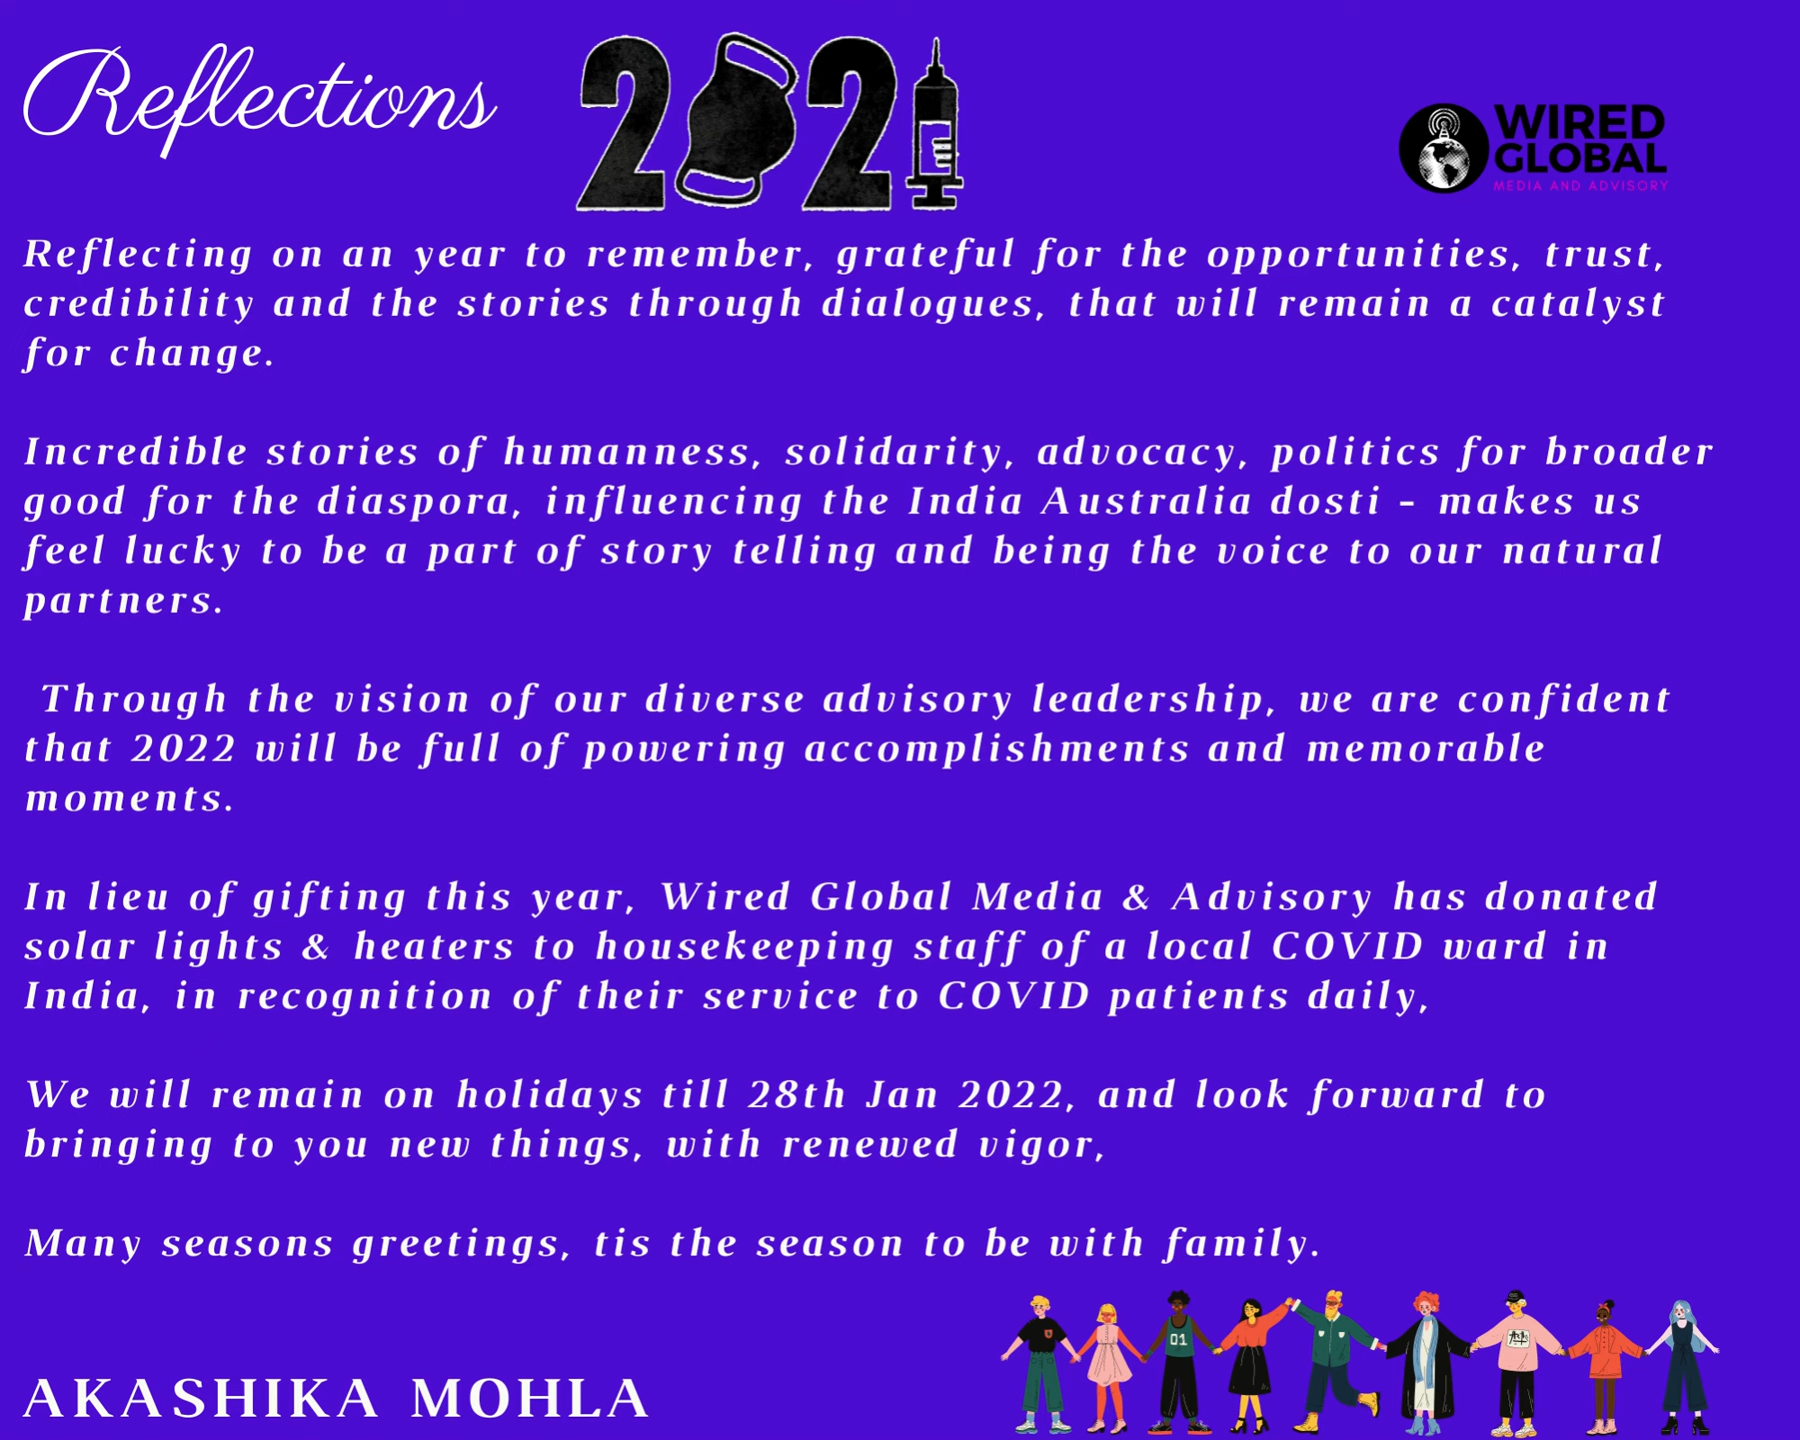 Reflections
2021
WIRED
GLOBAL
MEDIA AND ADVISORY
Reflecting on an year to remember, grateful for the opportunities, trust,
credibility and the stories through dialogues, that will remain a catalyst
for change.
Incredible stories of humanness, solidarity, advocacy, politics for broader
good for the diaspora, influencing the India Australia dosti - makes us
feel lucky to be a part of story telling and being the voice to our natural
partners.
Through the vision of our diverse advisory leadership, we are confident
that 2022 will be full of powering accomplishments and memorable
moments.
In lieu of gifting this year, Wired Global Media & Advisory has donated
solar lights & heaters to housekeeping staff of a local COVID ward in
India, in recognition of their service to COVID patients daily,
We will remain on holidays till 28th Jan 2022, and look forward to
bringing to you new things, with renewed vigor,
Many seasons greetings, tis the season to be with family.
01
AKASHIKA MOHLA